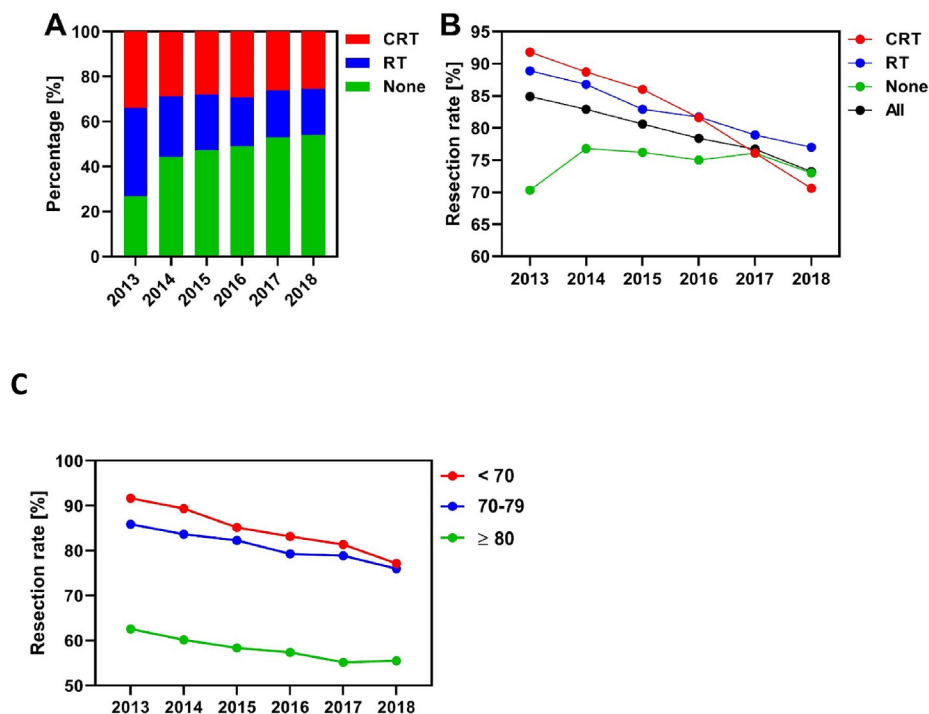 A
Percentage [%]
100
80
60
40
20
0
2013 2014 2015 2016 2017 2018
CRT
RT
None
B
Resection rate [%]
95
90
85
80
75
70
65
60
2013 2014 2015 2016 2017 2018
CRT
RT
None
All
C
Resection rate [%]
100
90
80
70
60
50
2013 2014 2015 2016 2017 2018
< 70
70-79
≥ 80